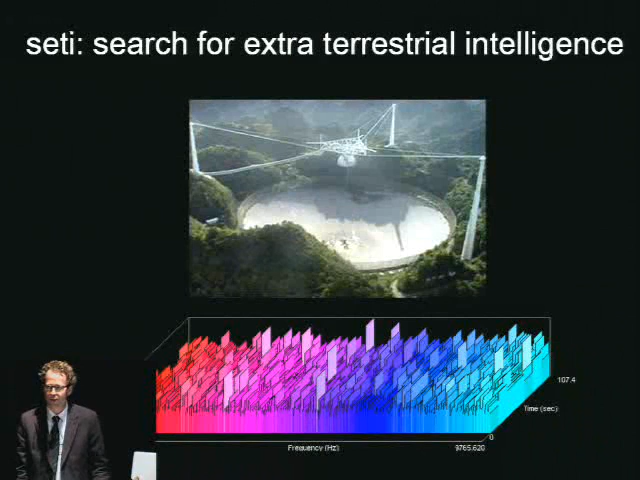 seti: search for extra terrestrial intelligence
107.4
Time (sec)
0
Frequency (Hz)
9765.620